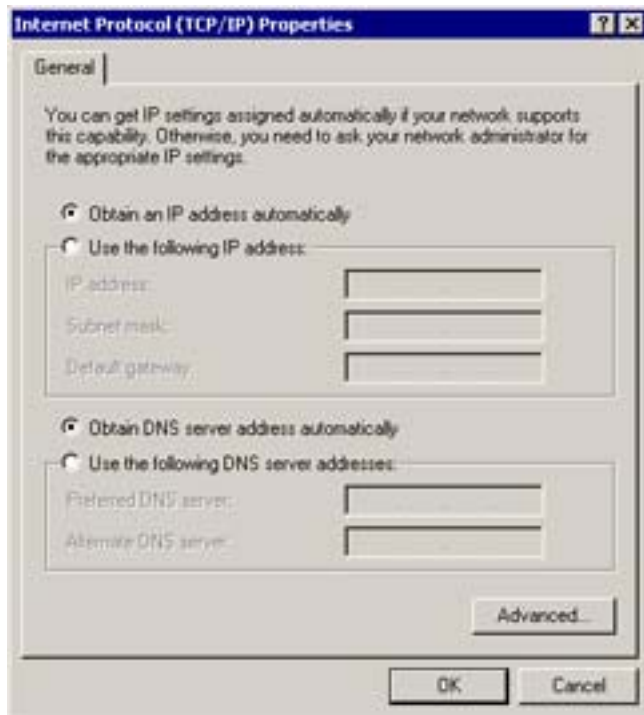 Internet Protocol (TCP/IP) Properties
General
You can get IP settings assigned automatically if your network supports
this capability. Otherwise, you need to ask your network administrator for
the appropriate IP settings.
Obtain an IP address automatically
Use the following IP address:
IP address:
Subnet mask:
Default gateway:
Obtain DNS server address automatically
Use the following DNS server addresses:
Preferred DNS server:
Alternate DNS server:
Advanced...
OK
Cancel